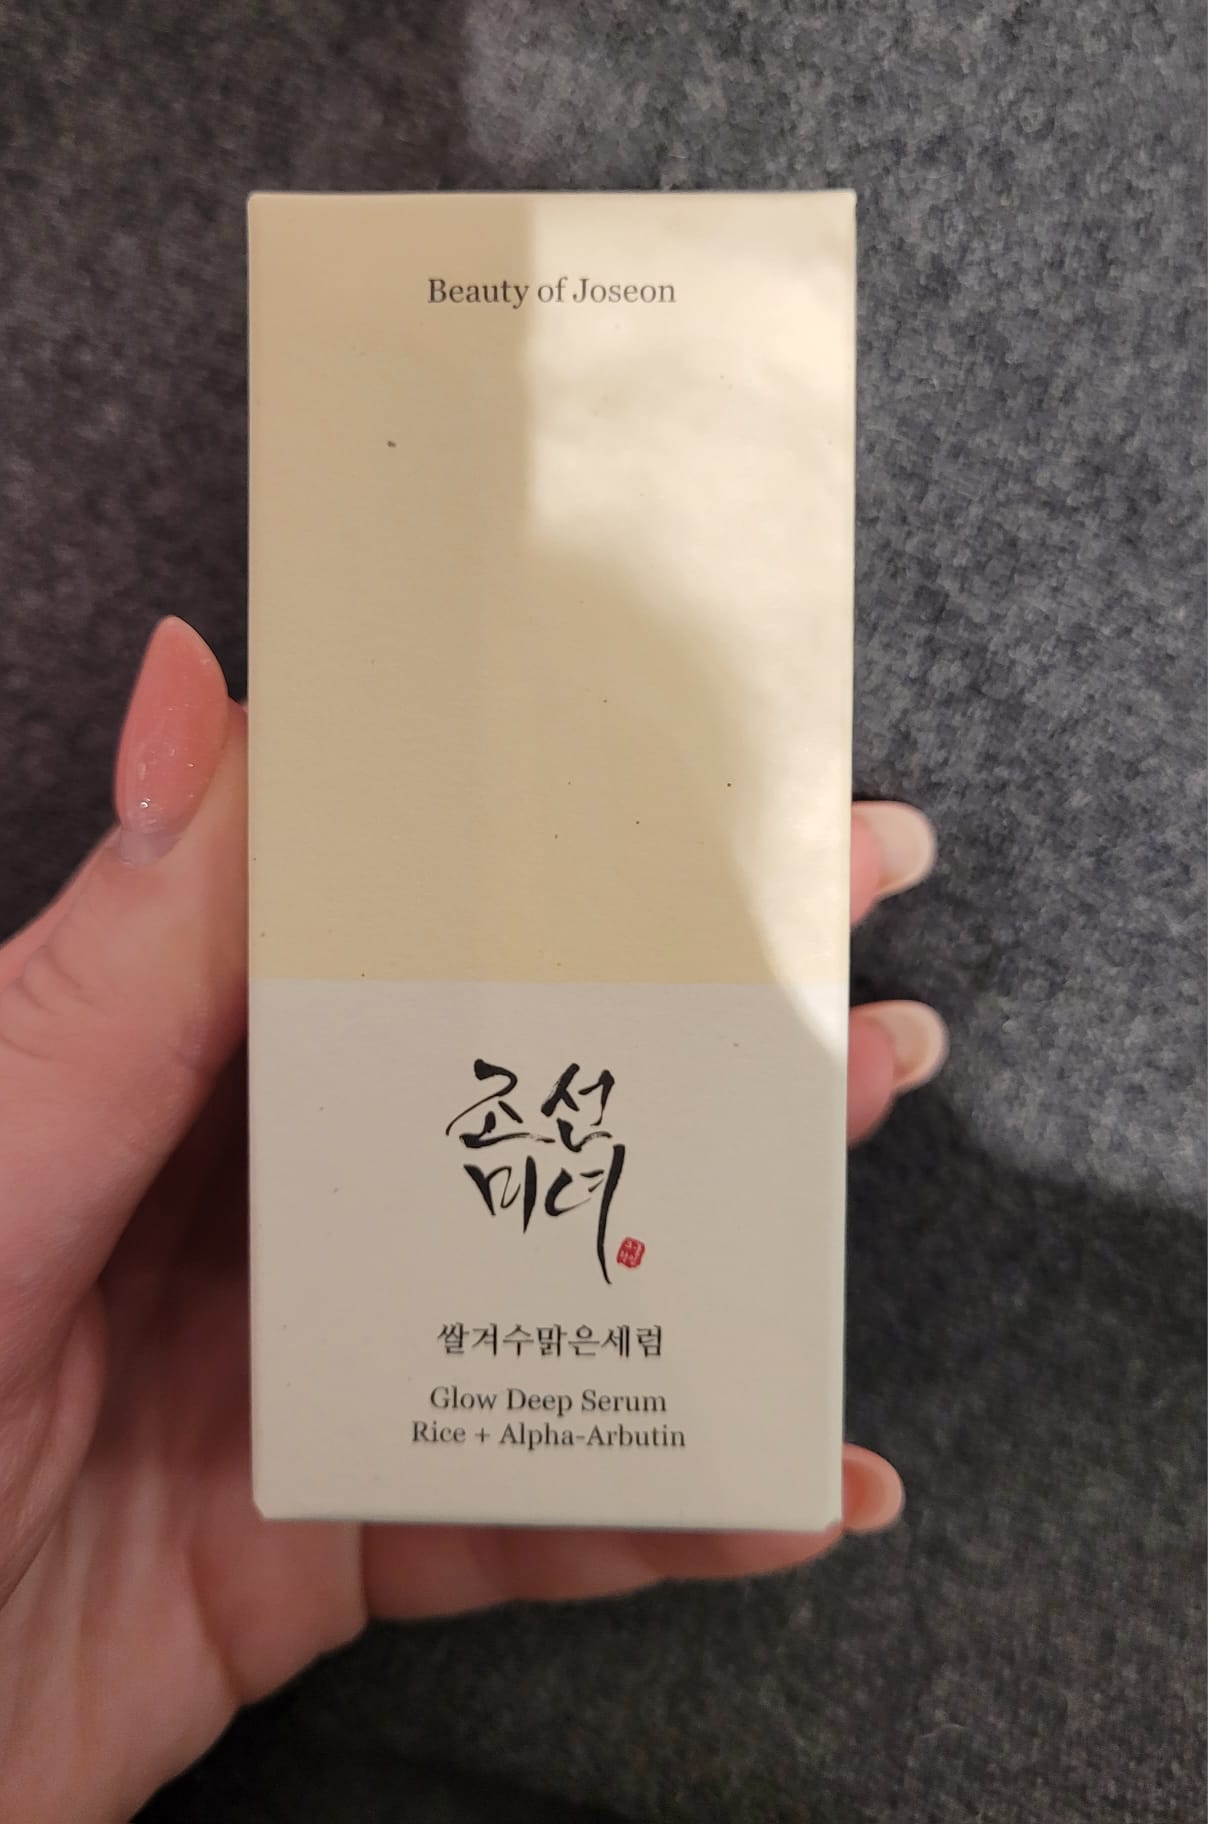 Beauty of Joseon
조선
미녀
쌀겨수맑은세럼
Glow Deep Serum
Rice + Alpha-Arbutin